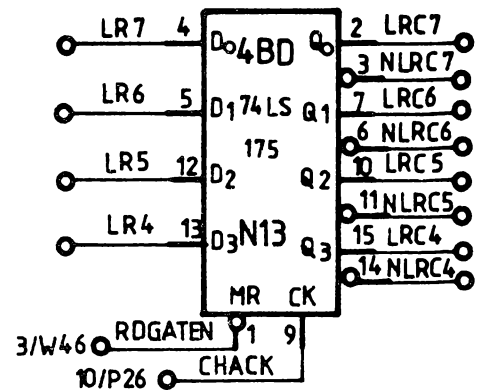 LR7 4 D0 4BD Q0 2 LRC7
3 NLRC7
LR6 5 D1 74LS Q1 7 LRC6
6 NLRC6
175
LR5 12 D2 Q2 10 LRC5
11 NLRC5
LR4 13 D3 N13 Q3 15 LRC4
14 NLRC4
MR CK
3/W46 RDGATEN 1 9
10/P26 CHACK